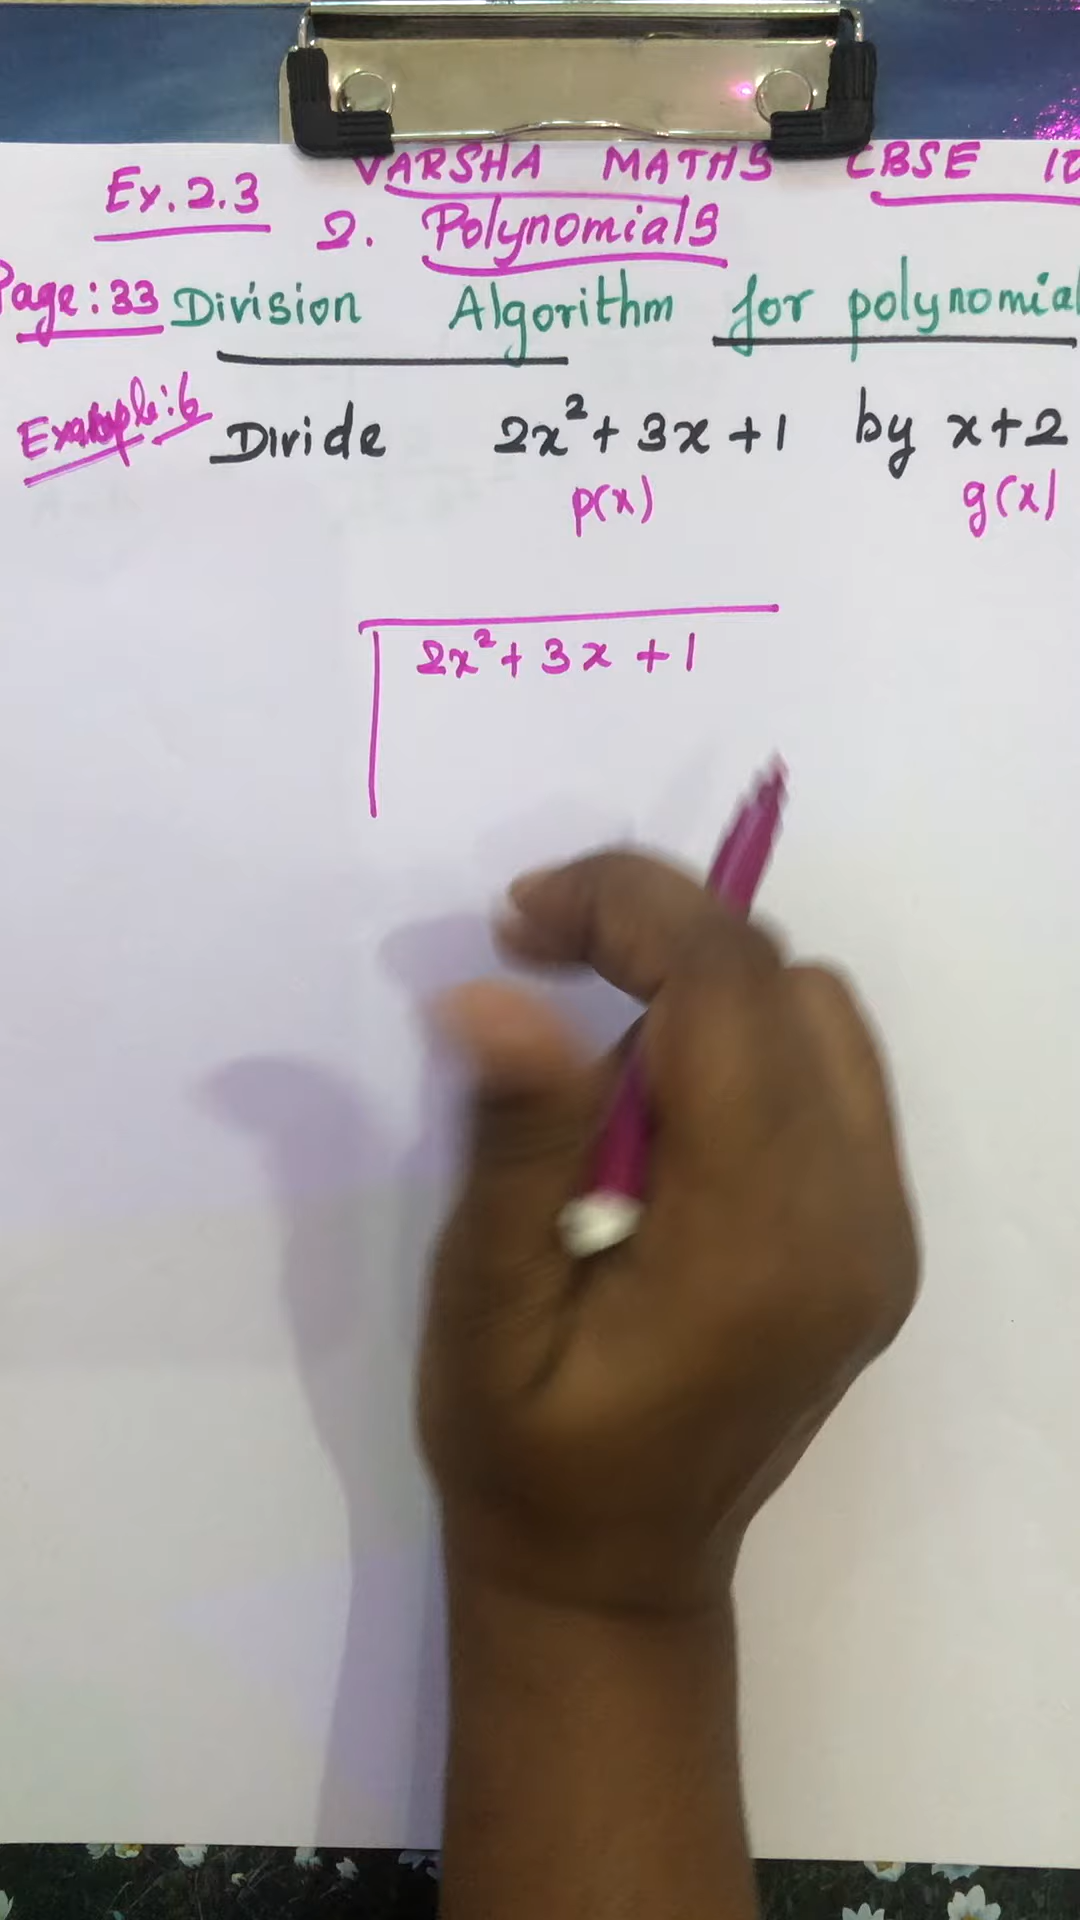 VARSHA MATHS CBSE 10
Ex. 2.3
2. Polynomials
Page: 33 Division Algorithm for polynomial
Example: 6 Divide 2x² + 3x + 1 by x + 2
p(x) g(x)
2x² + 3x + 1